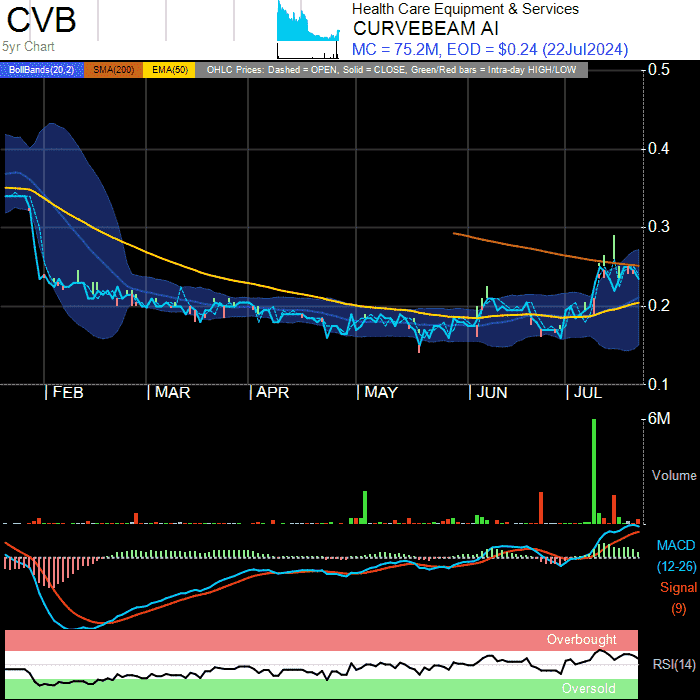 CVB
5yr Chart
Health Care Equipment & Services
CURVEBEAM AI
MC = 75.2M, EOD = $0.24 (22Jul2024)
BollBands(20,2) SMA(200) EMA(50) OHLC Prices: Dashed = OPEN, Solid = CLOSE, Green/Red bars = Intra-day HIGH/LOW
0.5
0.4
0.3
0.2
0.1
FEB MAR APR MAY JUN JUL
6M
Volume
MACD
(12-26)
Signal
(9)
Overbought
RSI(14)
Oversold